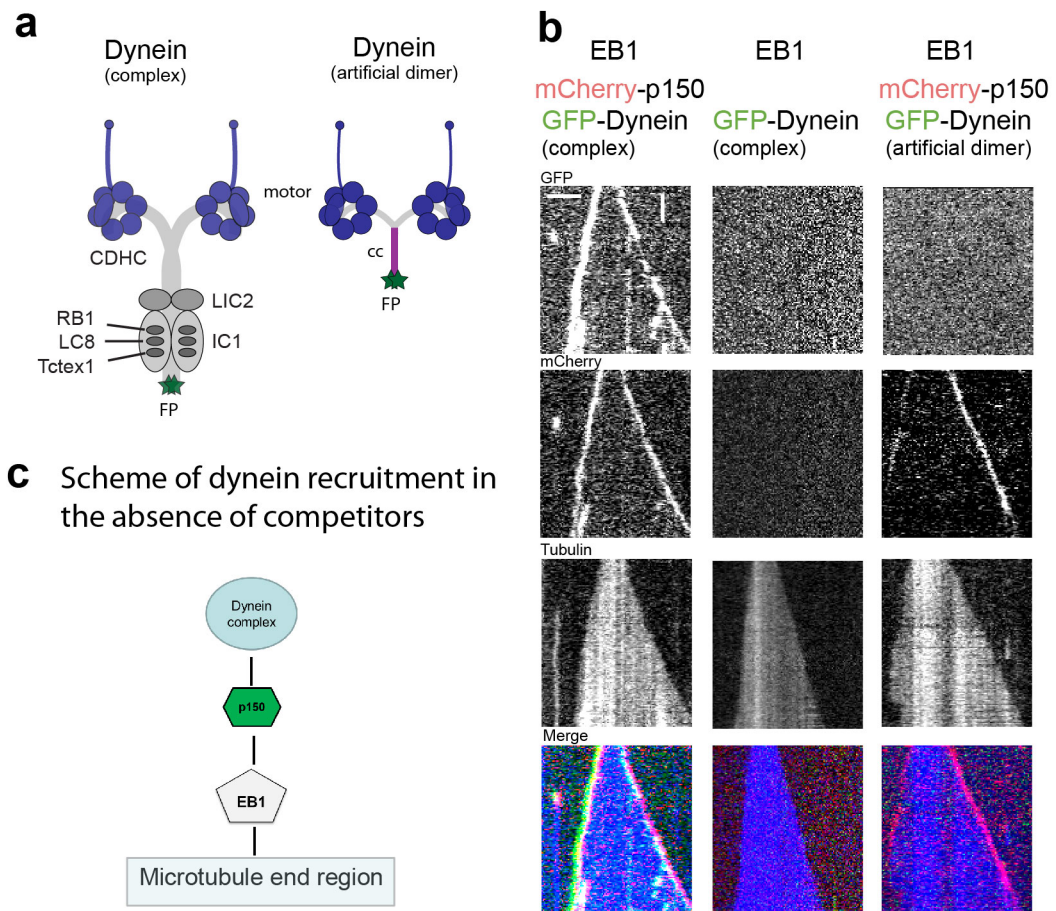 a
Dynein
(complex)
Dynein
(artificial dimer)
motor
CDHC
cc
FP
LIC2
RB1
LC8
IC1
Tctex1
FP
b
EB1
mCherry-p150
GFP-Dynein
(complex)
EB1
GFP-Dynein
(complex)
EB1
mCherry-p150
GFP-Dynein
(artificial dimer)
GFP
mCherry
Tubulin
Merge
c
Scheme of dynein recruitment in
the absence of competitors
Dynein
complex
p150
EB1
Microtubule end region